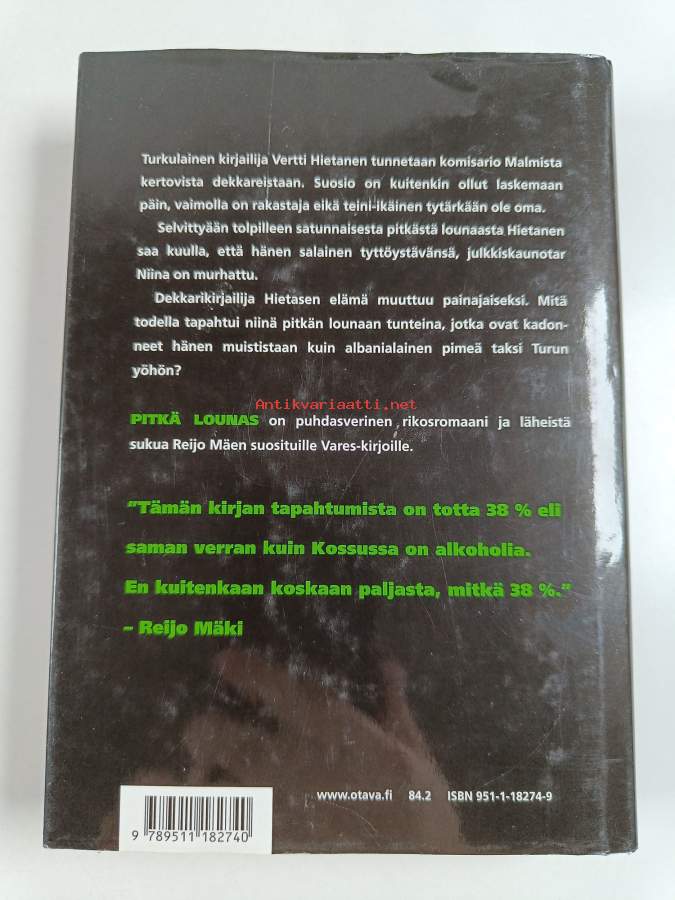 Turkulainen kirjailija Vertti Hietanen tunnetaan komisario Malmista
kertovista dekkareistaan. Suosio on kuitenkin ollut laskemaan
päin, vaimolla on rakastaja eikä teini-ikäinen tytärkään ole oma.
Selvittyään tolpilleen satunnaisesta pitkästä lounaasta Hietanen
saa kuulla, että hänen salainen tyttöystävänsä, julkkiskaunotar
Niina on murhattu.
Dekkarikirjailija Hietasen elämä muuttuu painajaiseksi. Mitä
todella tapahtui niinä pitkän lounaan tunteina, jotka ovat kadon-
neet hänen muististaan kuin albanialainen pimeä taksi Turun
yöhön?
Antikvariaatti.net
PITKÄ LOUNAS on puhdasverinen rikosromaani ja läheistä
sukua Reijo Mäen suosituille Vares-kirjoille.
"Tämän kirjan tapahtumista on totta 38 % eli
saman verran kuin Kossussa on alkoholia.
En kuitenkaan koskaan paljasta, mitkä 38 %."
– Reijo Mäki
www.otava.fi 84.2 ISBN 951-1-18274-9
9 789511 182740